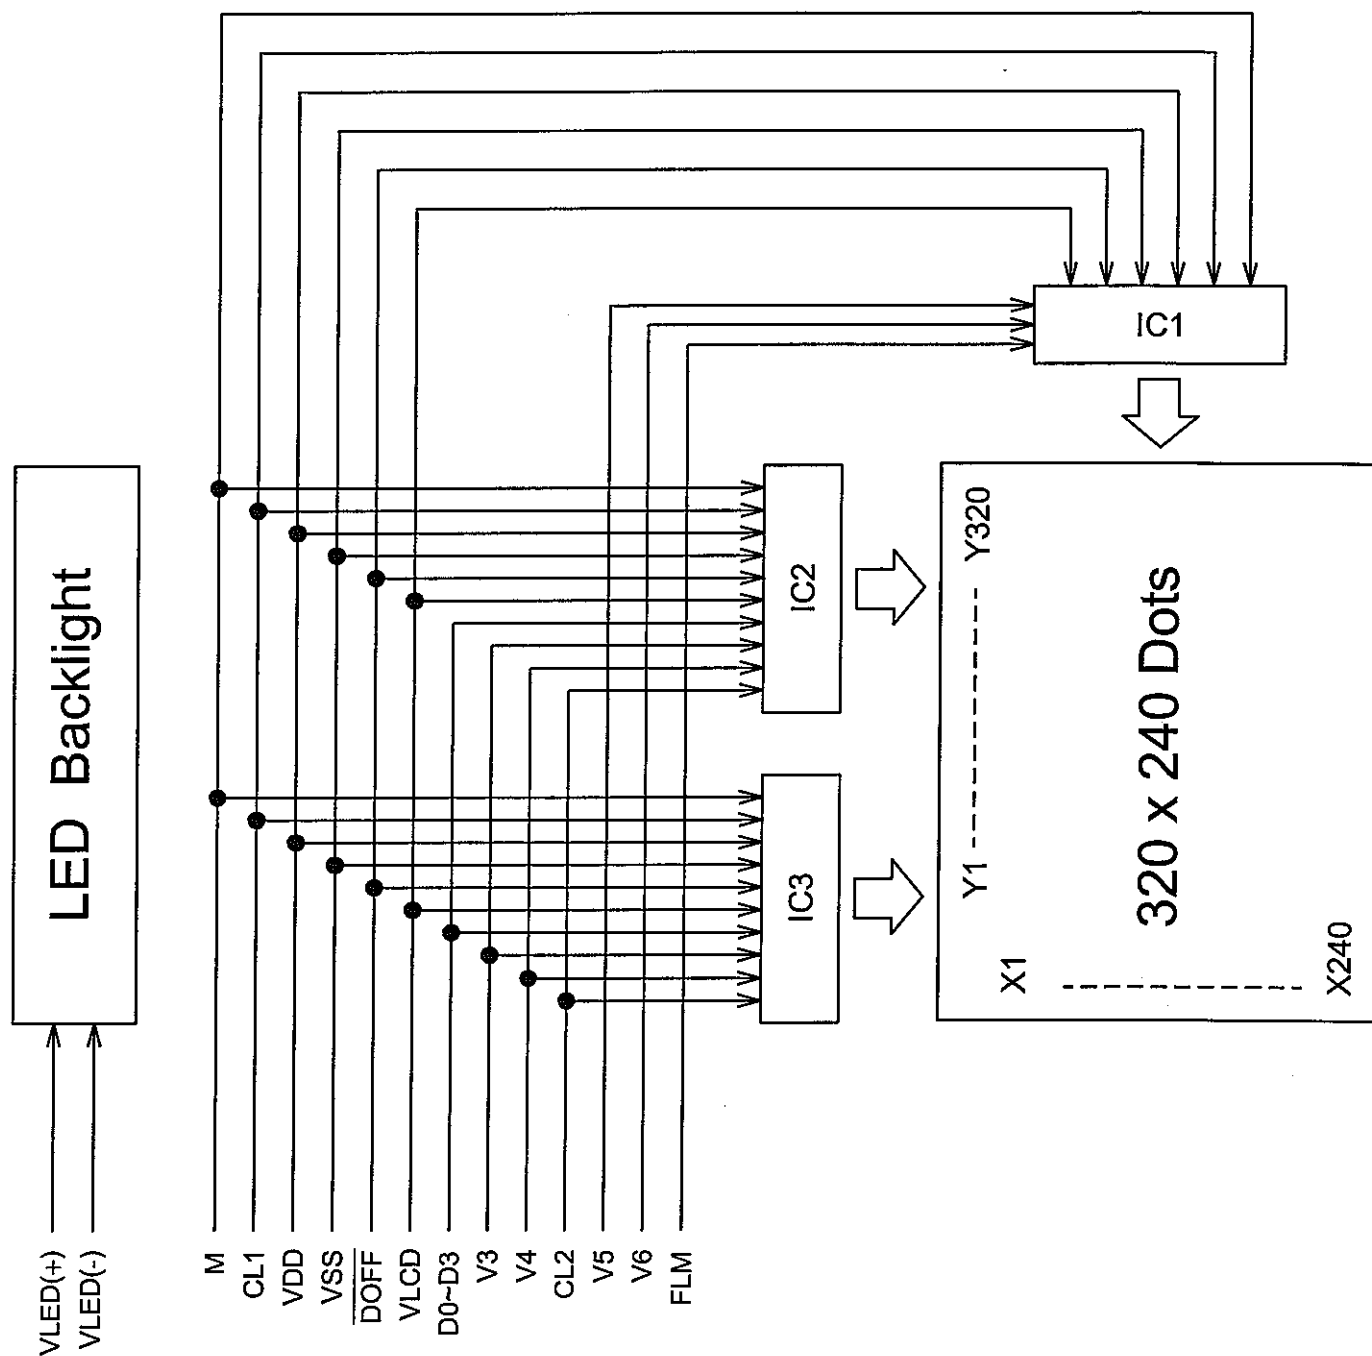 LED Backlight
VLED(+)
VLED(-)
M
CL1
VDD
VSS
DOFF
VLCD
D0~D3
V3
V4
CL2
V5
V6
FLM
IC1
IC2
IC3
Y1 Y320
X1
X240
320 x 240 Dots